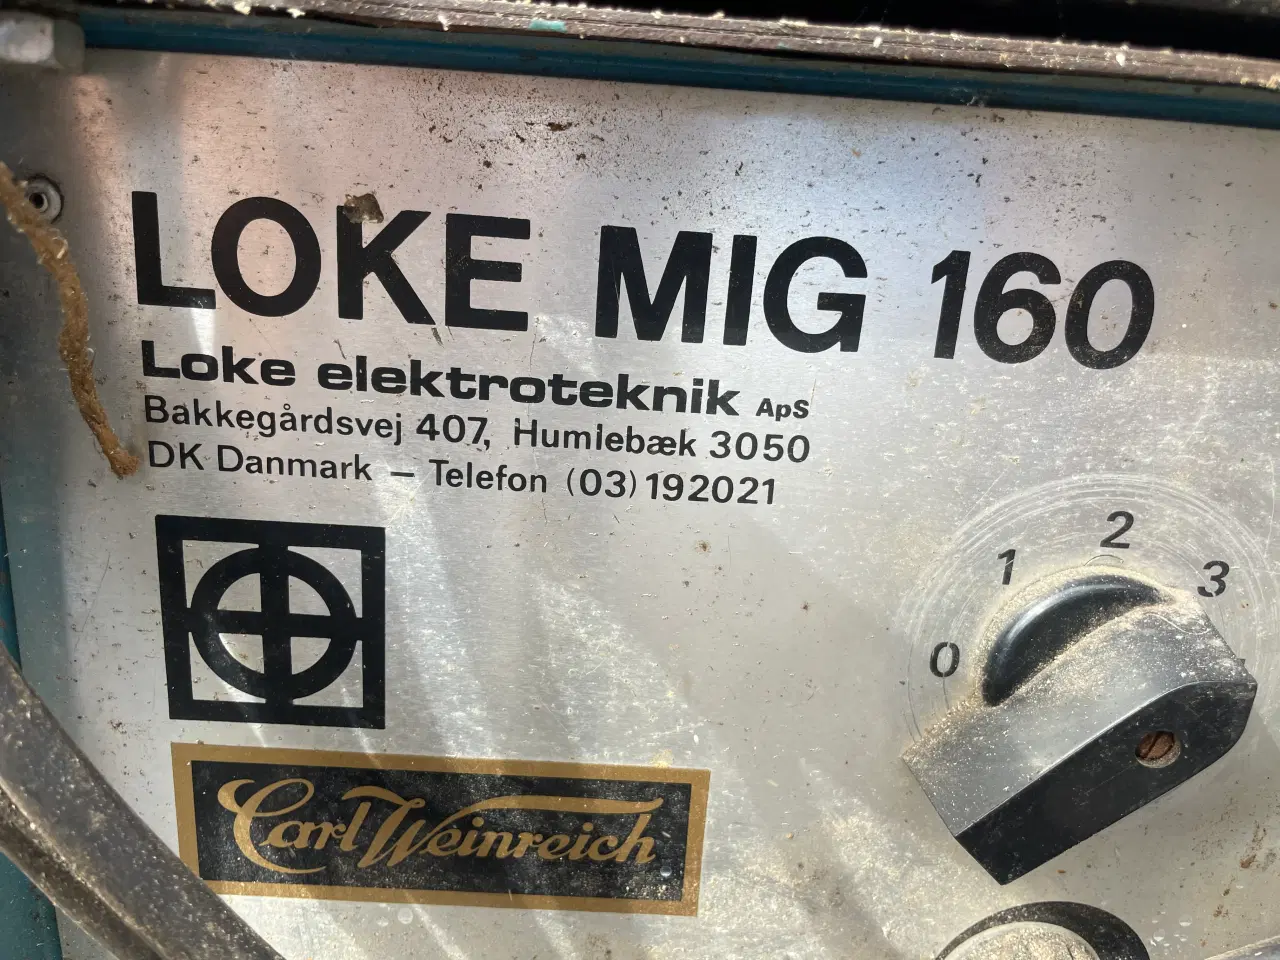 LOKE MIG 160
Loke elektroteknik ApS
Bakkegårdsvej 407, Humlebæk 3050
DK Danmark – Telefon (03) 192021
0 1 2 3
Carl Weinreich